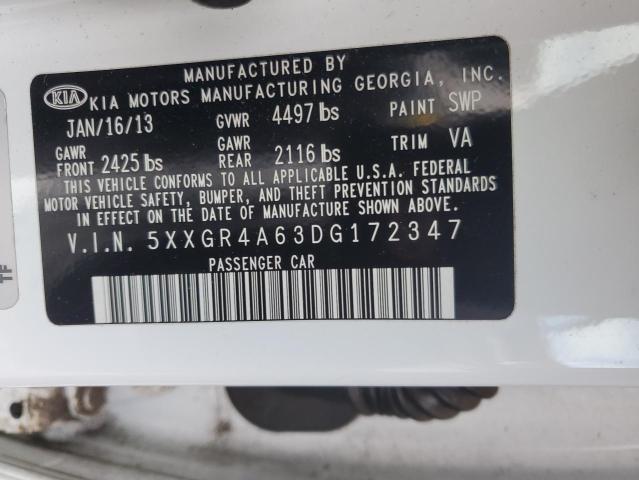 MANUFACTURED BY
KIA KIA MOTORS MANUFACTURING GEORGIA, INC.
JAN/16/13 GVWR 4497 lbs PAINT SWP
GAWR FRONT 2425 lbs GAWR REAR 2116 lbs TRIM VA
THIS VEHICLE CONFORMS TO ALL APPLICABLE U.S.A. FEDERAL
MOTOR VEHICLE SAFETY, BUMPER, AND THEFT PREVENTION STANDARDS
IN EFFECT ON THE DATE OF MANUFACTURE SHOWN ABOVE.
V.I.N. 5XXGR4A63DG172347
PASSENGER CAR
TF